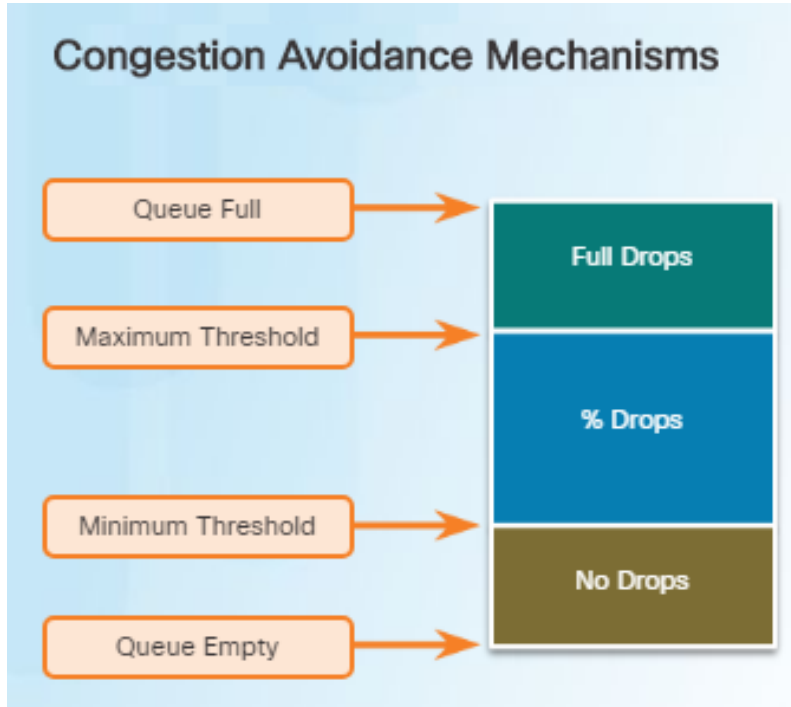 Congestion Avoidance Mechanisms
Queue Full
Full Drops
Maximum Threshold
% Drops
Minimum Threshold
No Drops
Queue Empty